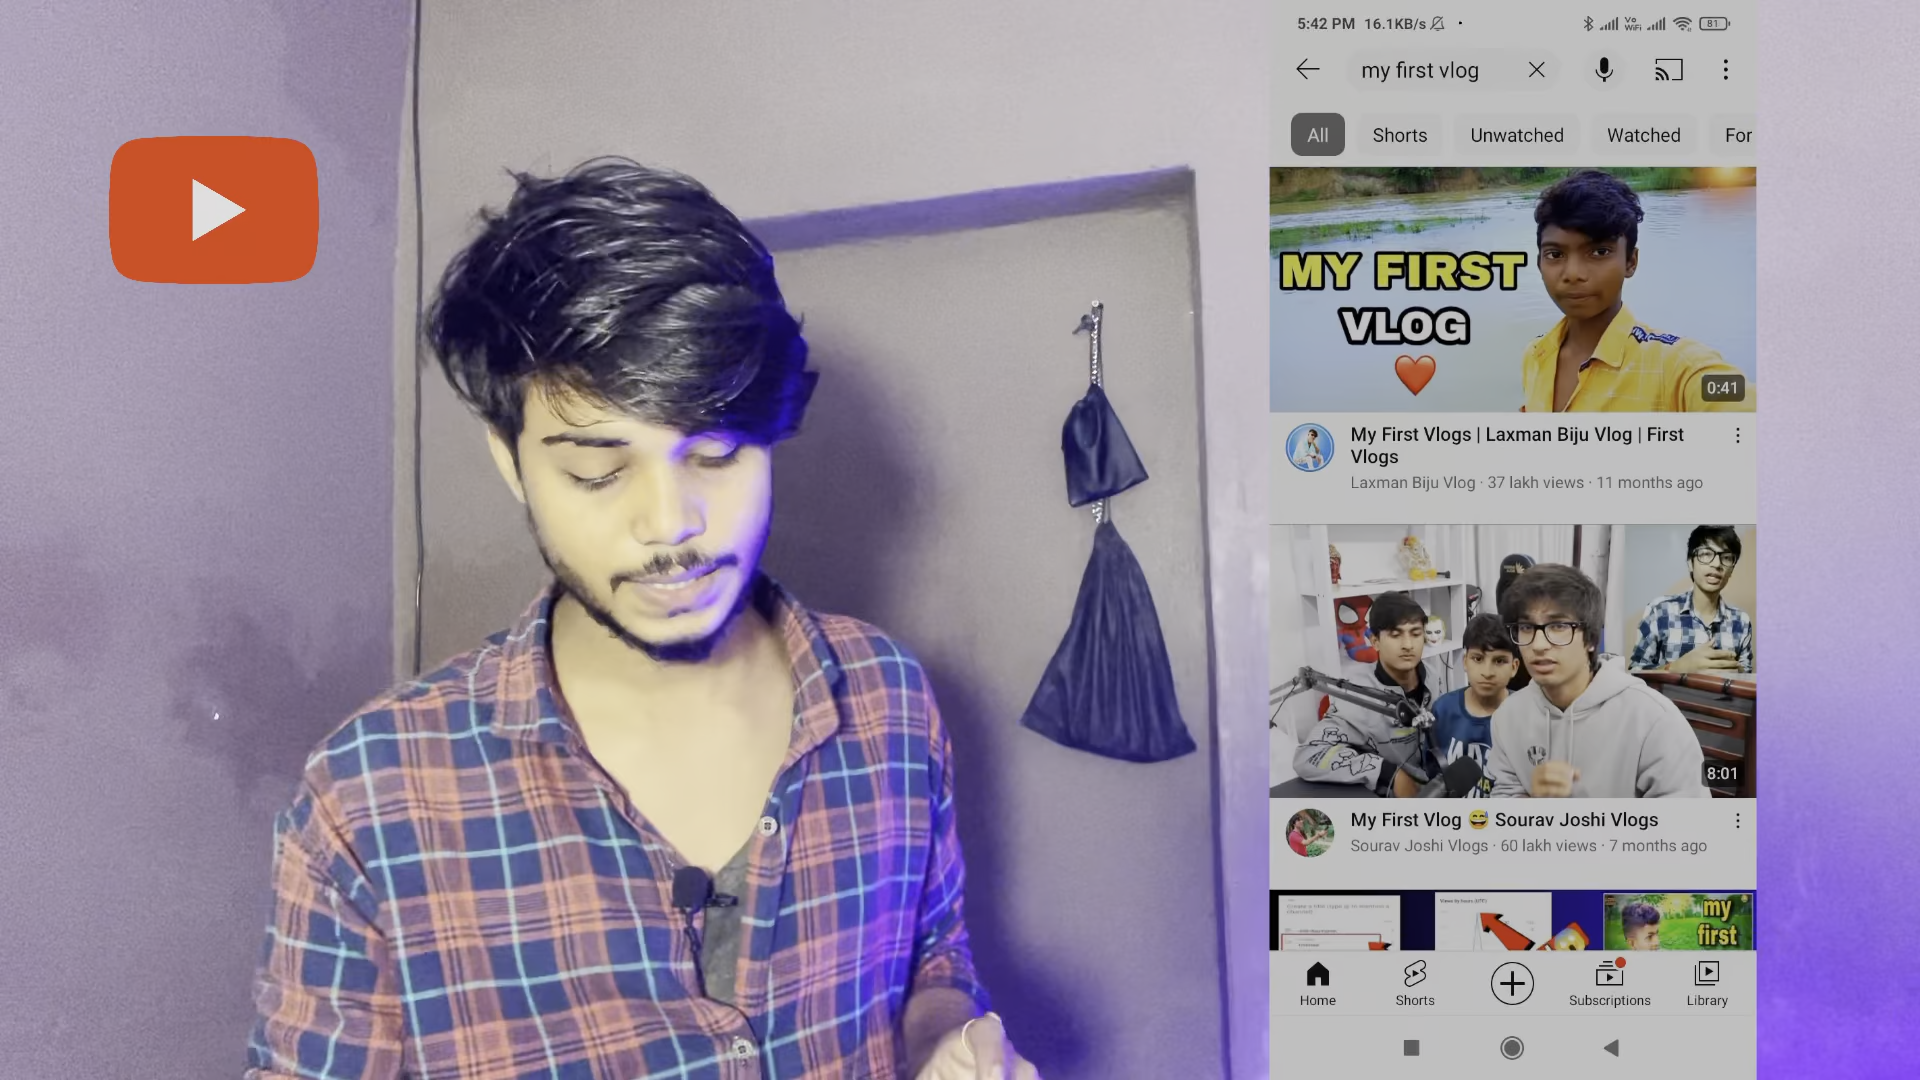 5:42 PM 16.1KB/s
Vo
WiFi
81
my first vlog
All
Shorts
Unwatched
Watched
For
MY FIRST
VLOG
0:41
My First Vlogs | Laxman Biju Vlog | First
Vlogs
Laxman Biju Vlog · 37 lakh views · 11 months ago
8:01
My First Vlog 😅 Sourav Joshi Vlogs
Sourav Joshi Vlogs · 60 lakh views · 7 months ago
my
first
Home
Shorts
Subscriptions
Library